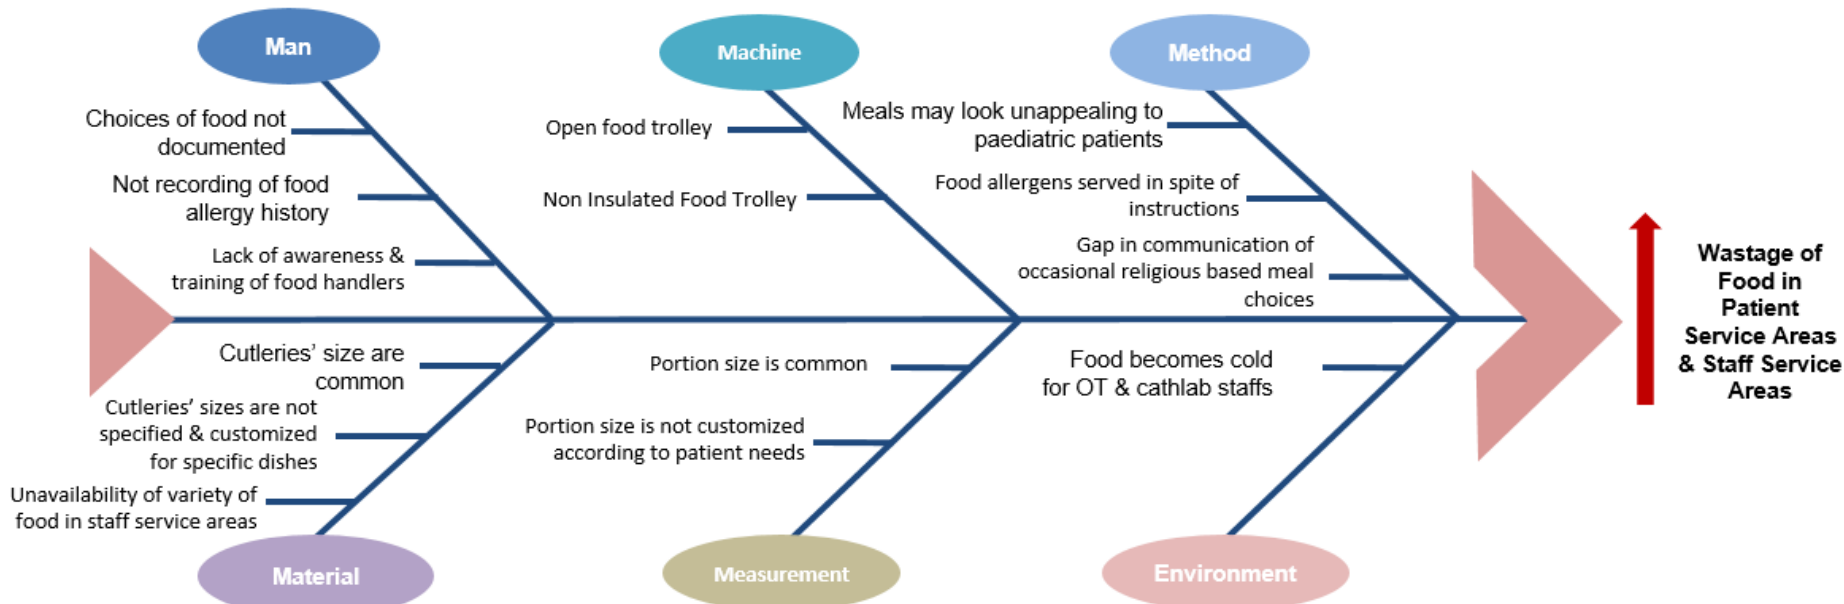 Man
Choices of food not
documented
Not recording of food
allergy history
Lack of awareness &
training of food handlers
Machine
Open food trolley
Non Insulated Food Trolley
Method
Meals may look unappealing to
paediatric patients
Food allergens served in spite of
instructions
Gap in communication of
occasional religious based meal
choices
Wastage of
Food in
Patient
Service Areas
& Staff Service
Areas
Cutleries’ size are
common
Cutleries’ sizes are not
specified & customized
for specific dishes
Unavailability of variety of
food in staff service areas
Material
Portion size is common
Portion size is not customized
according to patient needs
Measurement
Food becomes cold
for OT & cathlab staffs
Environment